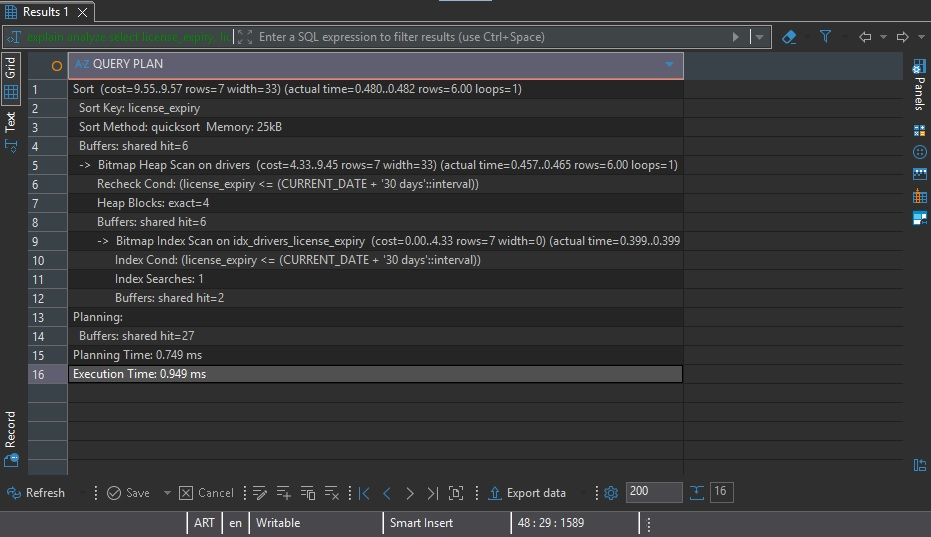 Results 1
explain analyze select license_expiry, lic
Enter a SQL expression to filter results (use Ctrl+Space)
Grid
Text
Record
Panels
A-Z QUERY PLAN
1 Sort (cost=9.55..9.57 rows=7 width=33) (actual time=0.480..0.482 rows=6.00 loops=1)
2 Sort Key: license_expiry
3 Sort Method: quicksort Memory: 25kB
4 Buffers: shared hit=6
5 -> Bitmap Heap Scan on drivers (cost=4.33..9.45 rows=7 width=33) (actual time=0.457..0.465 rows=6.00 loops=1)
6 Recheck Cond: (license_expiry <= (CURRENT_DATE + '30 days'::interval))
7 Heap Blocks: exact=4
8 Buffers: shared hit=6
9 -> Bitmap Index Scan on idx_drivers_license_expiry (cost=0.00..4.33 rows=7 width=0) (actual time=0.399..0.399
10 Index Cond: (license_expiry <= (CURRENT_DATE + '30 days'::interval))
11 Index Searches: 1
12 Buffers: shared hit=2
13 Planning:
14 Buffers: shared hit=27
15 Planning Time: 0.749 ms
16 Execution Time: 0.949 ms
Refresh Save Cancel Export data 200 16
ART en Writable Smart Insert 48 : 29 : 1589